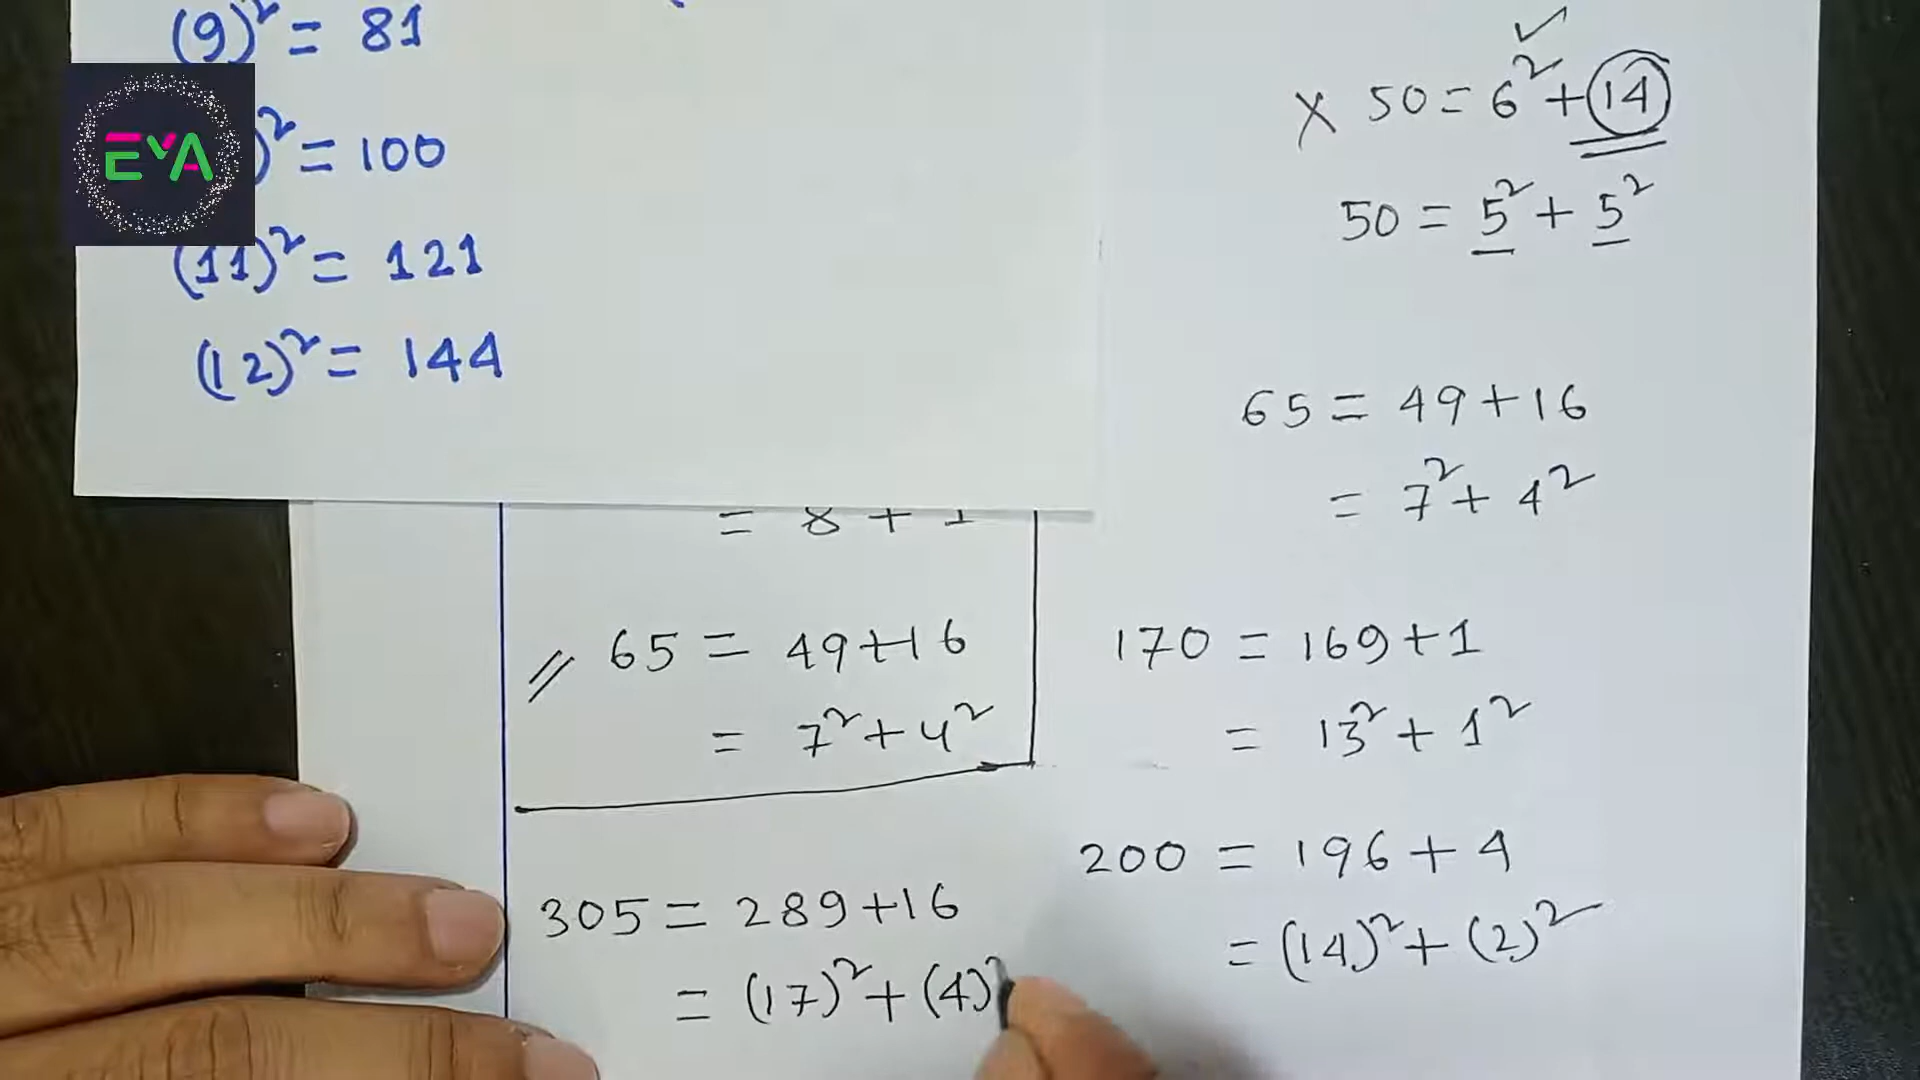 (9)² = 81
)² = 100
EYA
(11)² = 121
(12)² = 144
X 50 = 6² + 14
50 = 5² + 5²
65 = 49 + 16
= 7² + 4²
= 8 + 1
65 = 49 + 16
= 7² + 4²
170 = 169 + 1
= 13² + 1²
200 = 196 + 4
= (14)² + (2)²
305 = 289 + 16
= (17)² + (4)²